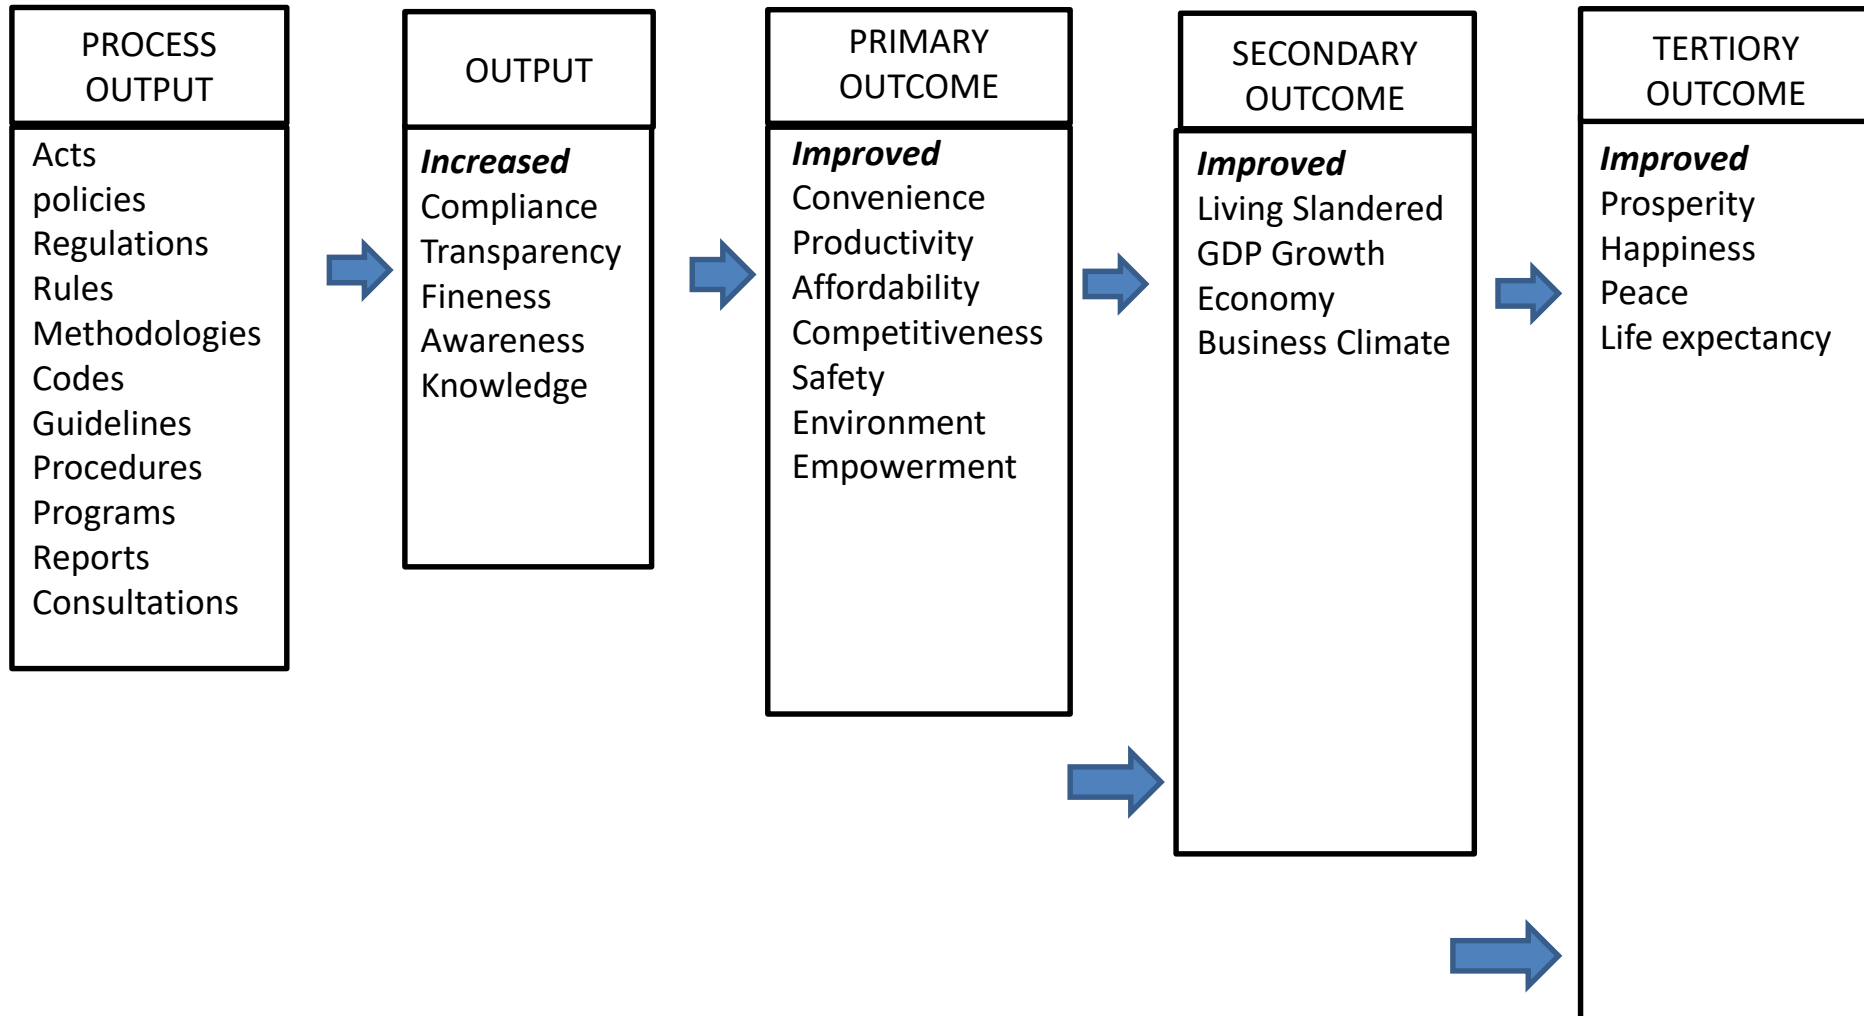 PROCESS
OUTPUT
Acts
policies
Regulations
Rules
Methodologies
Codes
Guidelines
Procedures
Programs
Reports
Consultations
OUTPUT
Increased
Compliance
Transparency
Fineness
Awareness
Knowledge
PRIMARY
OUTCOME
Improved
Convenience
Productivity
Affordability
Competitiveness
Safety
Environment
Empowerment
SECONDARY
OUTCOME
Improved
Living Slandered
GDP Growth
Economy
Business Climate
TERTIORY
OUTCOME
Improved
Prosperity
Happiness
Peace
Life expectancy